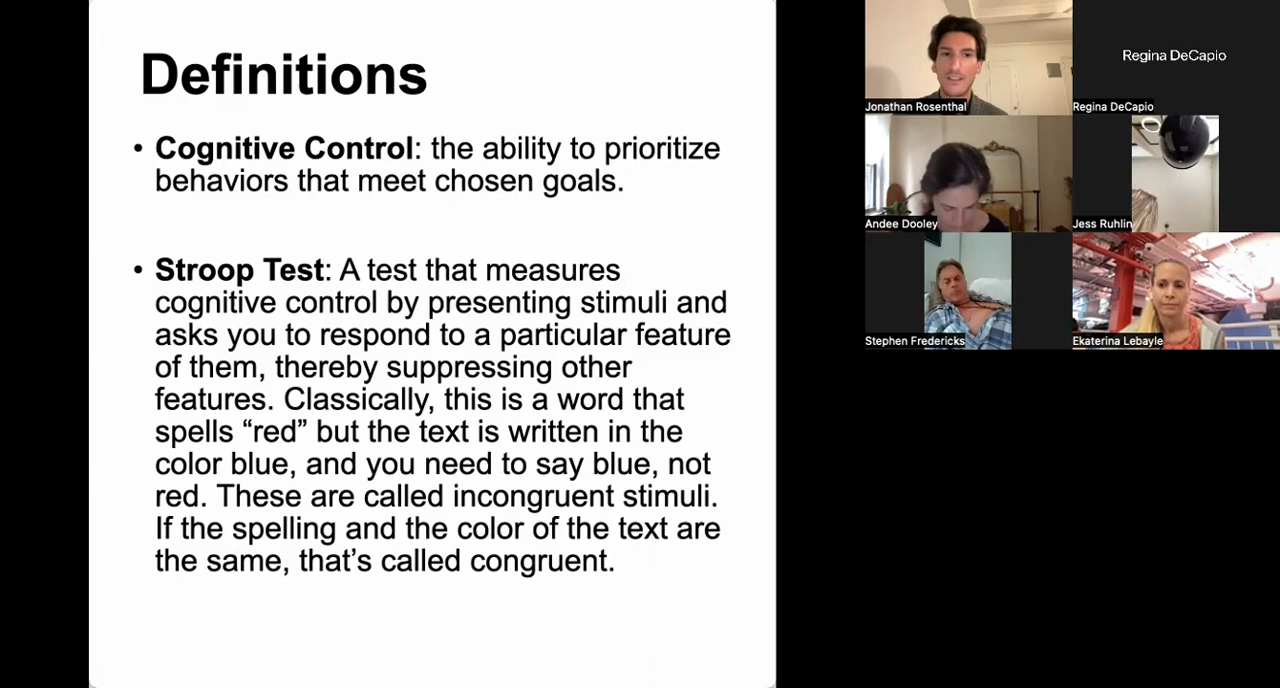 Definitions
• Cognitive Control: the ability to prioritize
behaviors that meet chosen goals.
• Stroop Test: A test that measures
cognitive control by presenting stimuli and
asks you to respond to a particular feature
of them, thereby suppressing other
features. Classically, this is a word that
spells “red” but the text is written in the
color blue, and you need to say blue, not
red. These are called incongruent stimuli.
If the spelling and the color of the text are
the same, that’s called congruent.
Jonathan Rosenthal
Regina DeCapio
Regina DeCapio
Andee Dooley
Jess Ruhlin
Stephen Fredericks
Ekaterina Lebayle